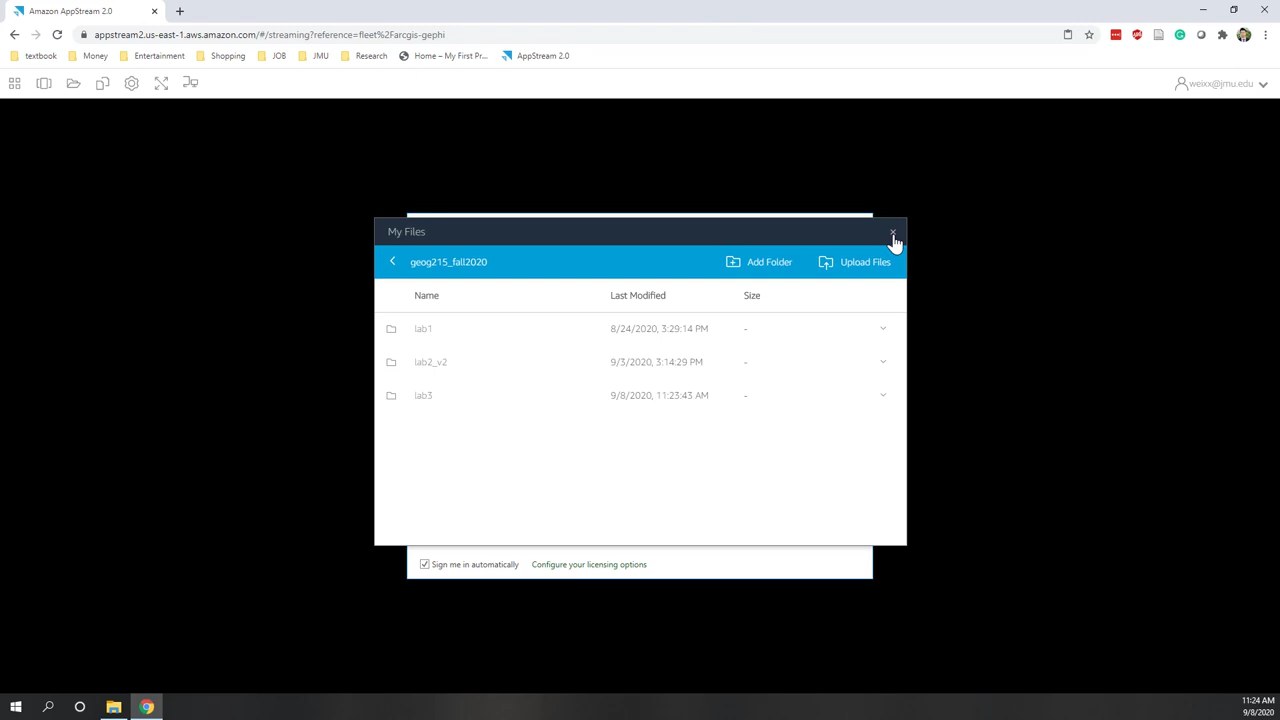 Amazon AppStream 2.0
appstream2.us-east-1.aws.amazon.com/#/streaming?reference=fleet%2Farcgis-gephi
textbook Money Entertainment Shopping JOB JMU Research Home – My First Pr... AppStream 2.0
weixx@jmu.edu
My Files
geog215_fall2020 Add Folder Upload Files
Name Last Modified Size
lab1 8/24/2020, 3:29:14 PM -
lab2_v2 9/3/2020, 3:14:29 PM -
lab3 9/8/2020, 11:23:43 AM -
Sign me in automatically Configure your licensing options
11:24 AM
9/8/2020